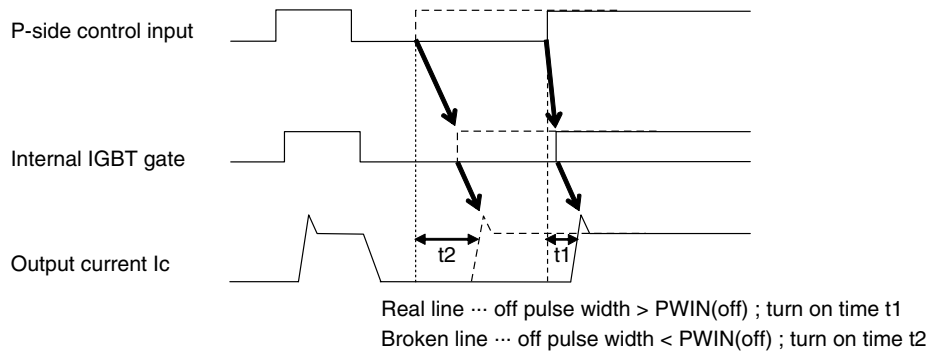 P-side control input
Internal IGBT gate
t2
t1
Output current Ic
Real line ··· off pulse width > PWIN(off) ; turn on time t1
Broken line ··· off pulse width < PWIN(off) ; turn on time t2